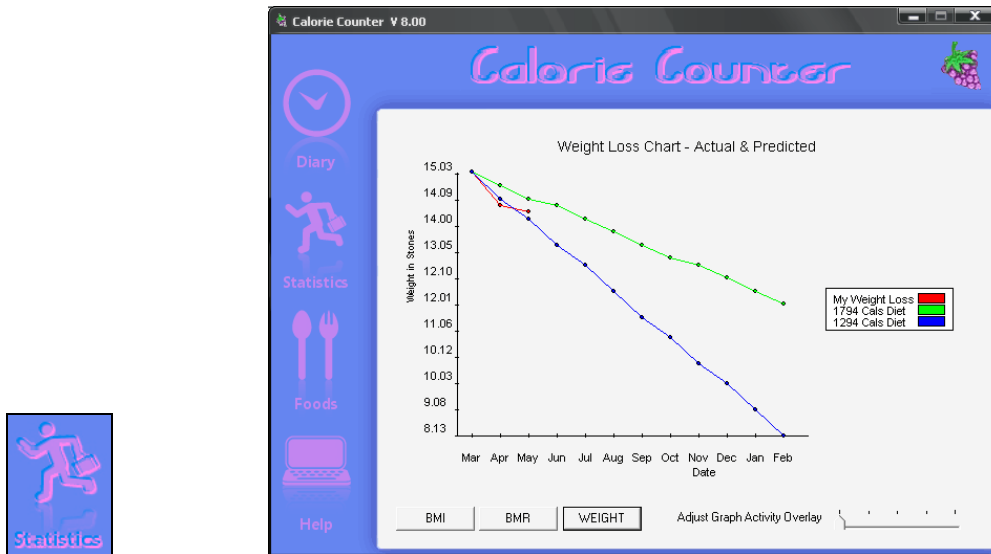 Calorie Counter V 8.00
Calorie Counter
Diary
Statistics
Foods
Help
Weight Loss Chart - Actual & Predicted
Weight in Stones
15.03
14.09
14.00
13.05
12.10
12.01
11.06
10.12
10.03
9.08
8.13
Mar Apr May Jun Jul Aug Sep Oct Nov Dec Jan Feb
Date
My Weight Loss
1794 Cals Diet
1294 Cals Diet
BMI BMR WEIGHT Adjust Graph Activity Overlay
Statistics